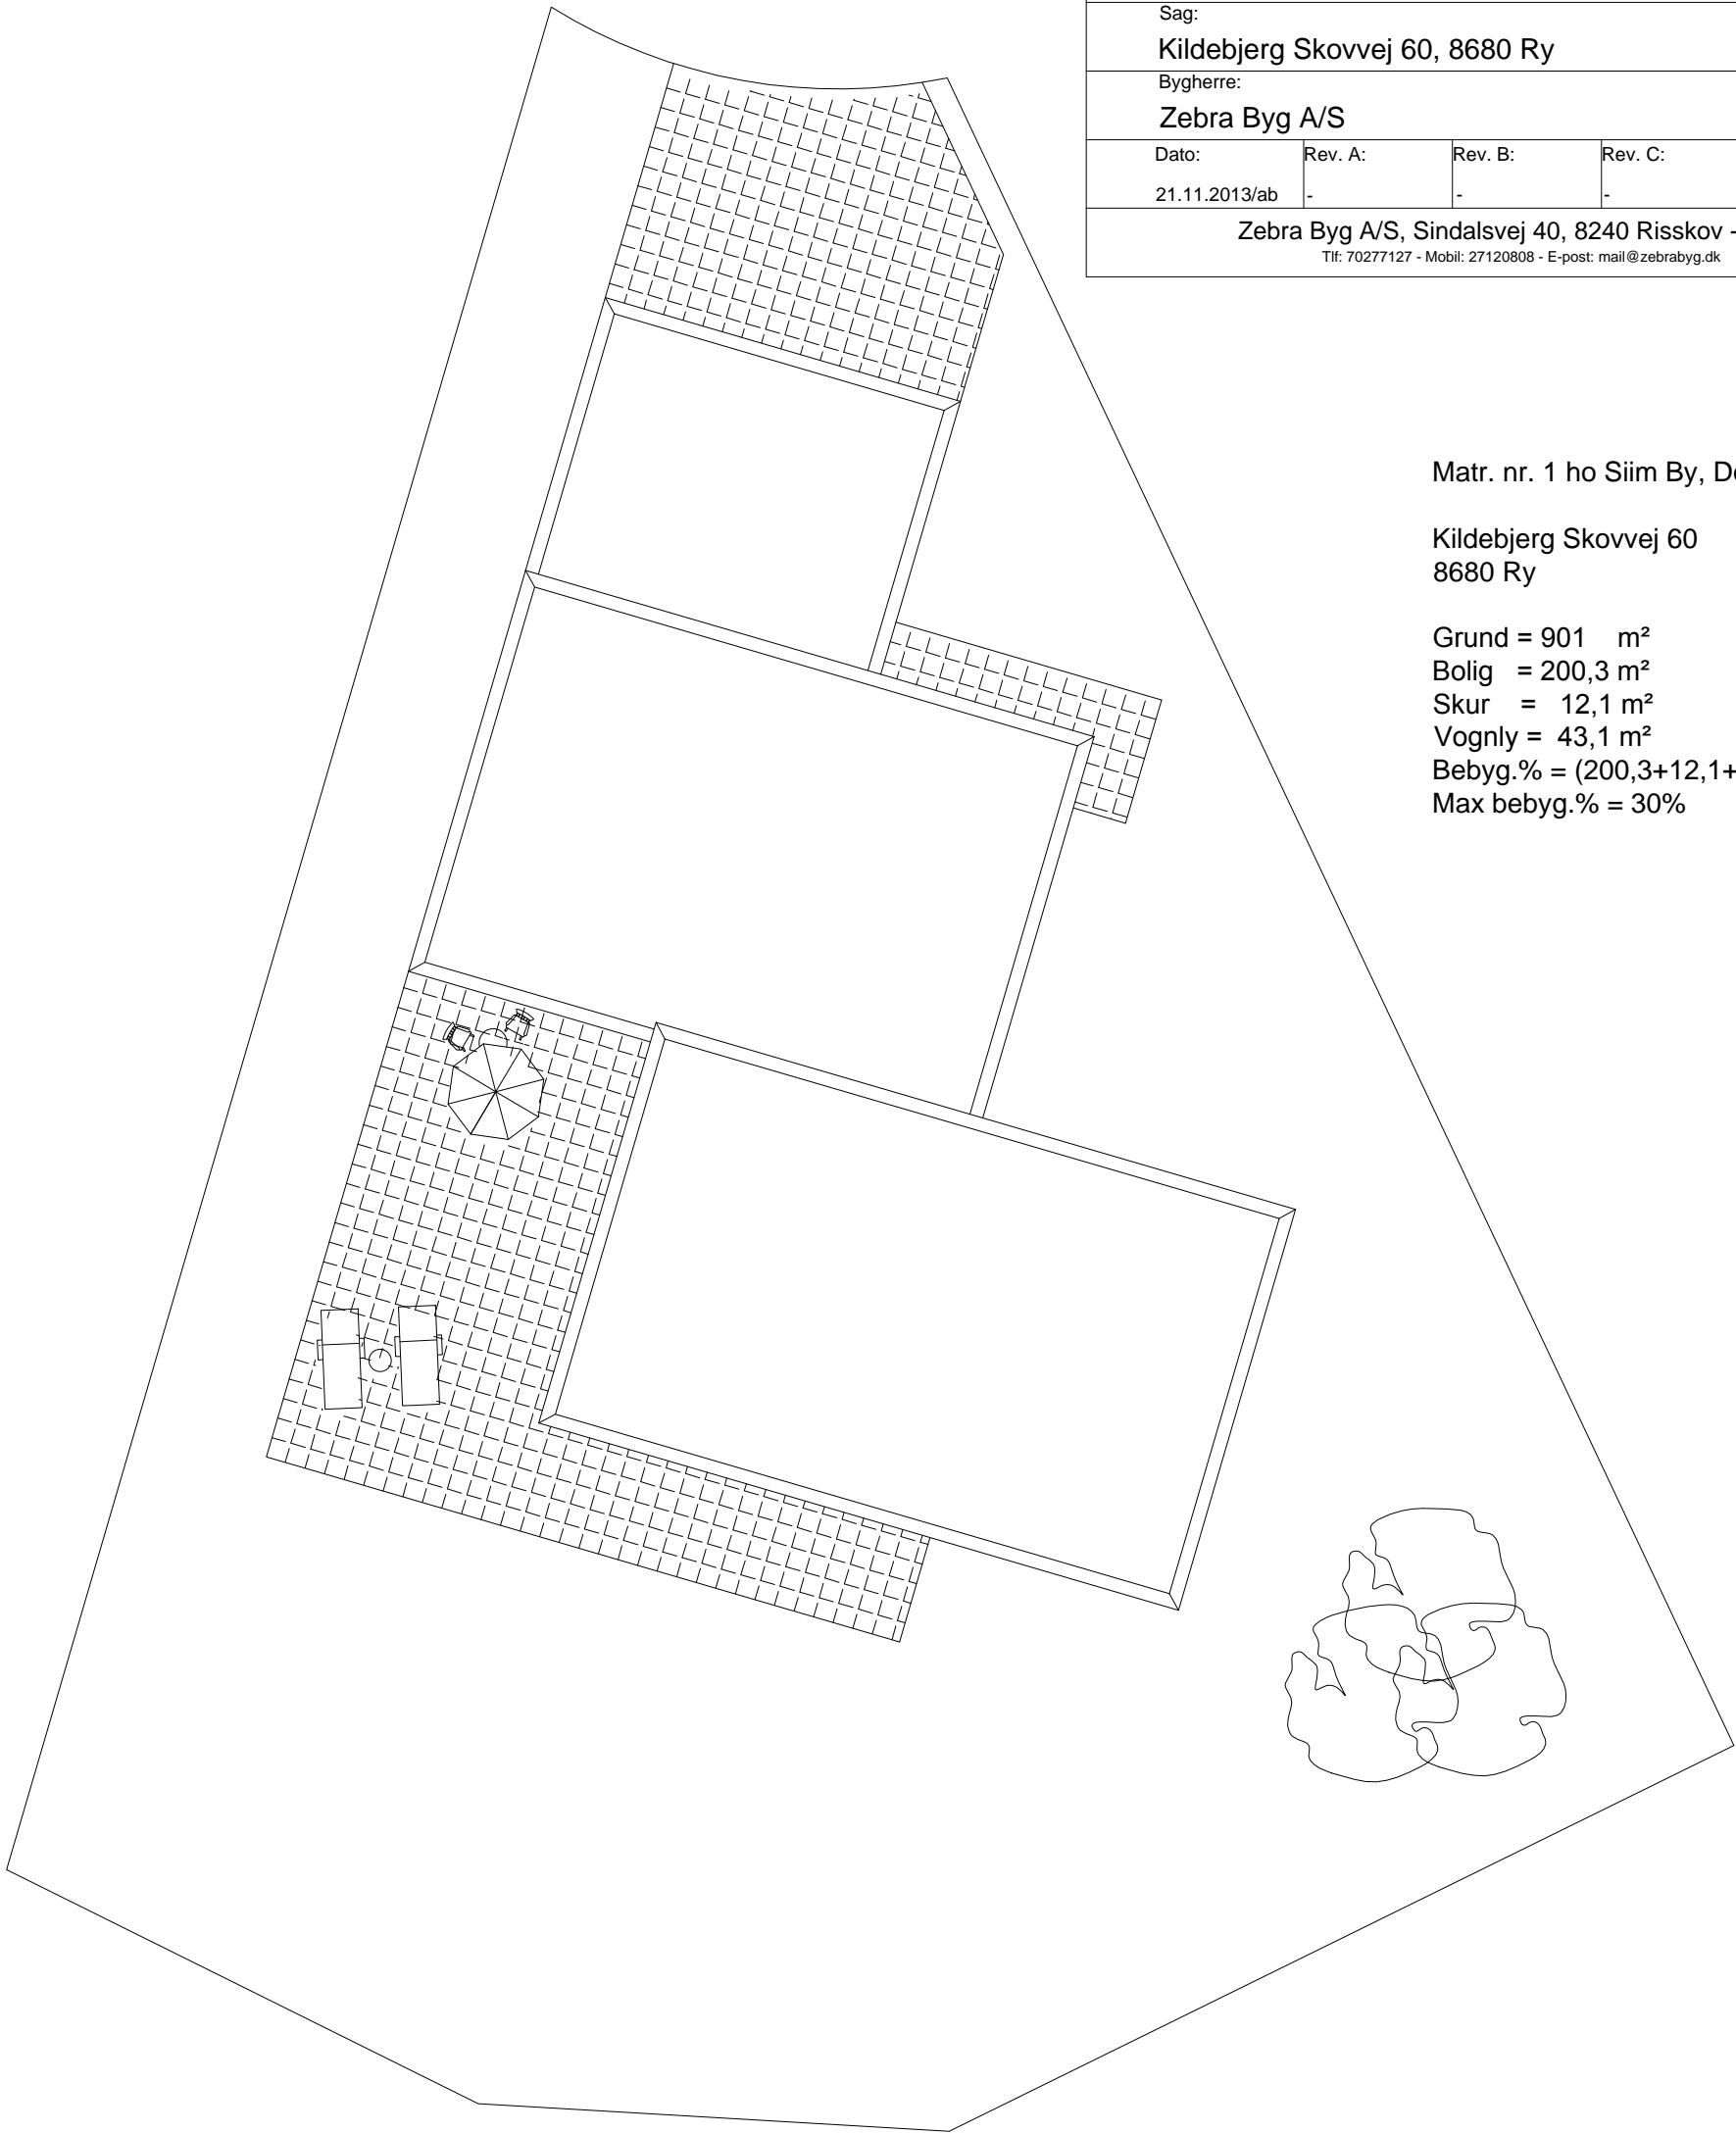 Sag:
Kildebjerg Skovvej 60, 8680 Ry
Bygherre:
Zebra Byg A/S
Dato: Rev. A: Rev. B: Rev. C:
21.11.2013/ab - - -
Zebra Byg A/S, Sindalsvej 40, 8240 Risskov -
Tlf: 70277127 - Mobil: 27120808 - E-post: mail@zebrabyg.dk
Matr. nr. 1 ho Siim By,
Kildebjerg Skovvej 60
8680 Ry
Grund = 901 m²
Bolig = 200,3 m²
Skur = 12,1 m²
Vognly = 43,1 m²
Bebyg.% = (200,3+12,1+
Max bebyg.% = 30%